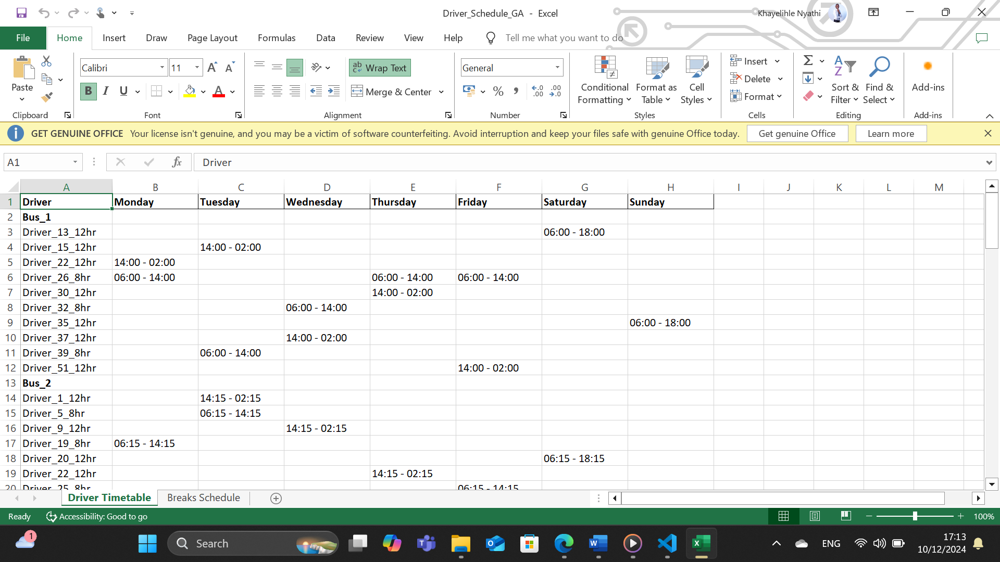 Driver_Schedule_GA - Excel
Khayelihle Nyathi
File Home Insert Draw Page Layout Formulas Data Review View Help Tell me what you want to do
Paste
Clipboard
Calibri 11
B I U
Font
Wrap Text
Merge & Center
Alignment
General
Number
Conditional Formatting
Format as Table
Cell Styles
Styles
Insert
Delete
Format
Cells
Sort & Filter
Find & Select
Editing
Add-ins
Add-ins
GET GENUINE OFFICE Your license isn't genuine, and you may be a victim of software counterfeiting. Avoid interruption and keep your files safe with genuine Office today. Get genuine Office Learn more
A1 fx Driver
A B C D E F G H I J K L M
1 Driver Monday Tuesday Wednesday Thursday Friday Saturday Sunday
2 Bus_1
3 Driver_13_12hr 06:00 - 18:00
4 Driver_15_12hr 14:00 - 02:00
5 Driver_22_12hr 14:00 - 02:00
6 Driver_26_8hr 06:00 - 14:00 06:00 - 14:00 06:00 - 14:00
7 Driver_30_12hr 14:00 - 02:00
8 Driver_32_8hr 06:00 - 14:00
9 Driver_35_12hr 06:00 - 18:00
10 Driver_37_12hr 14:00 - 02:00
11 Driver_39_8hr 06:00 - 14:00
12 Driver_51_12hr 14:00 - 02:00
13 Bus_2
14 Driver_1_12hr 14:15 - 02:15
15 Driver_5_8hr 06:15 - 14:15
16 Driver_9_12hr 14:15 - 02:15
17 Driver_19_8hr 06:15 - 14:15
18 Driver_20_12hr 06:15 - 18:15
19 Driver_22_12hr 14:15 - 02:15
20 Driver_25_8hr 06:15 - 14:15
Driver Timetable Breaks Schedule
Ready Accessibility: Good to go 100%
1 Search ENG 17:13
10/12/2024